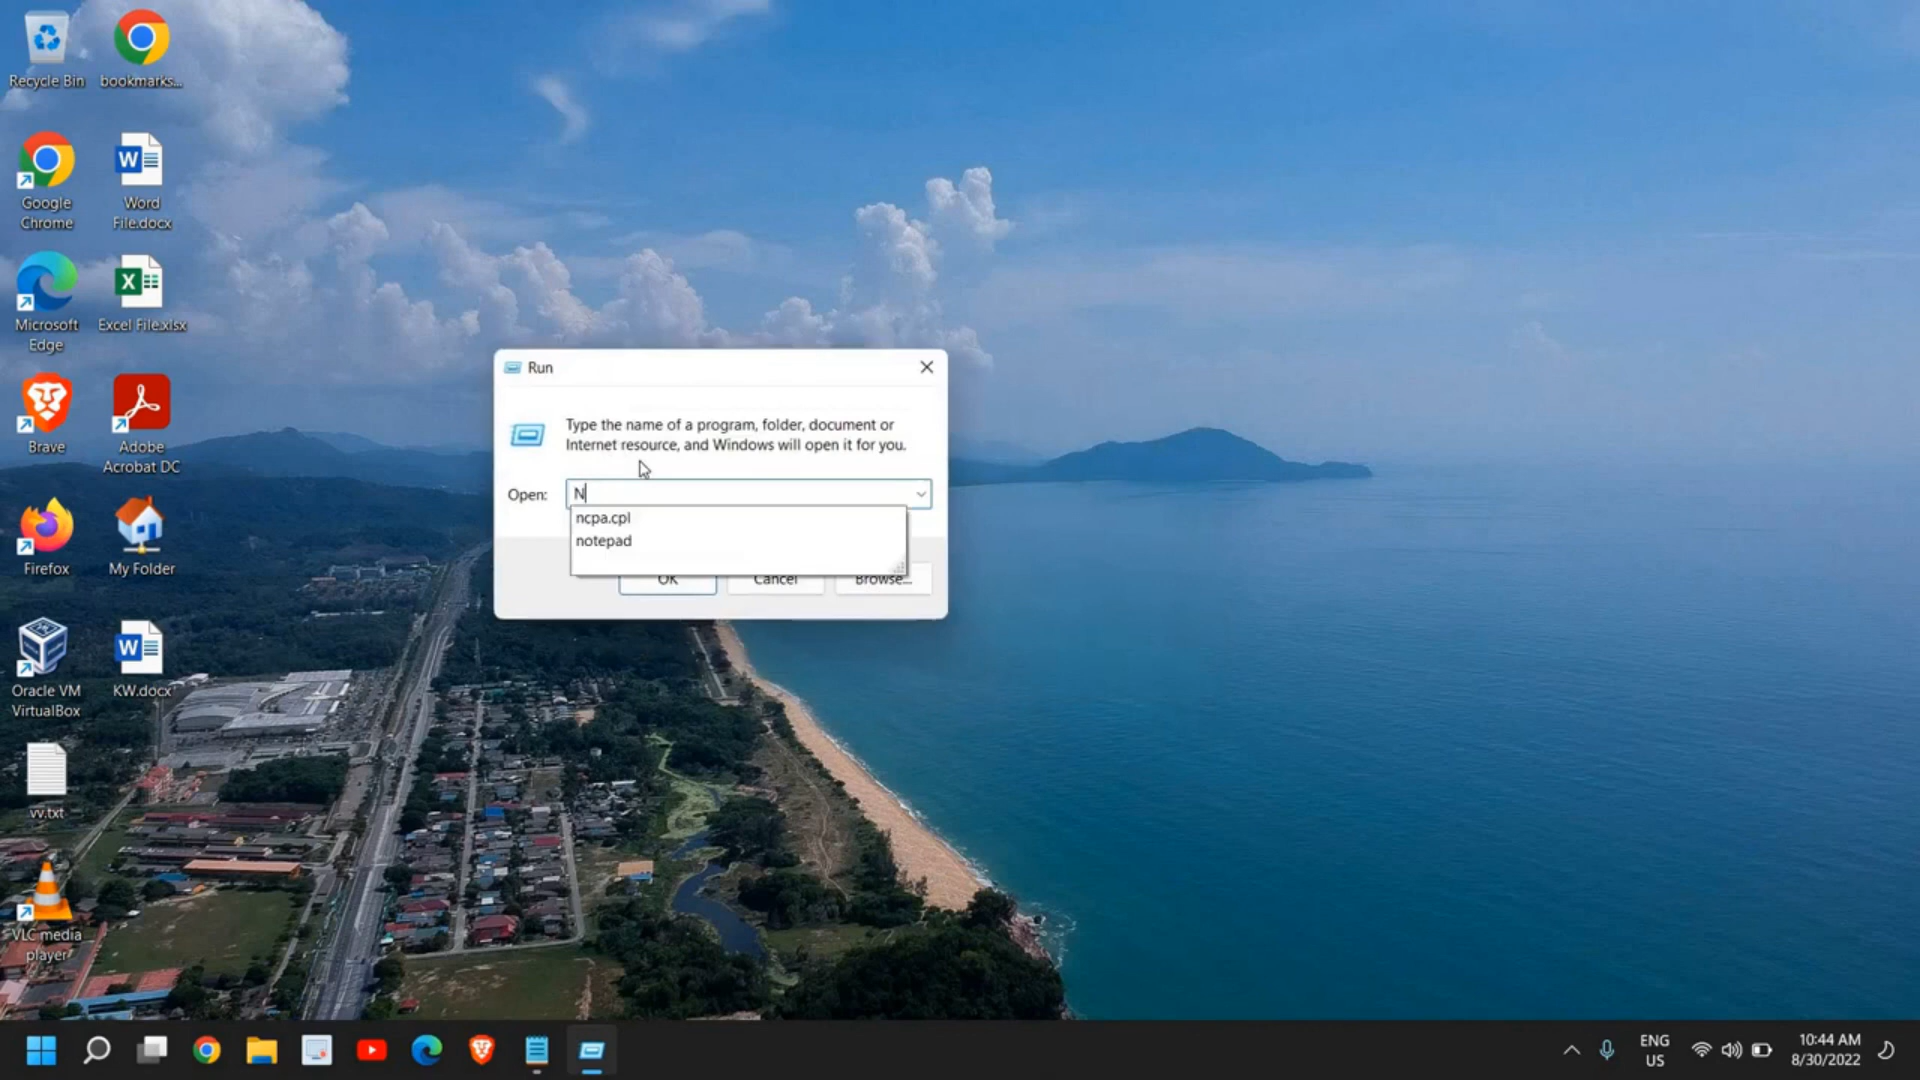 Recycle Bin
bookmarks...
Google
Chrome
Word
File.docx
Microsoft
Edge
Excel File.xlsx
Brave
Adobe
Acrobat DC
Firefox
My Folder
Oracle VM
VirtualBox
KW.docx
vv.txt
VLC media
player
Run
Type the name of a program, folder, document or
Internet resource, and Windows will open it for you.
Open:
N
ncpa.cpl
notepad
OK
Cancel
Browse...
ENG
US
10:44 AM
8/30/2022